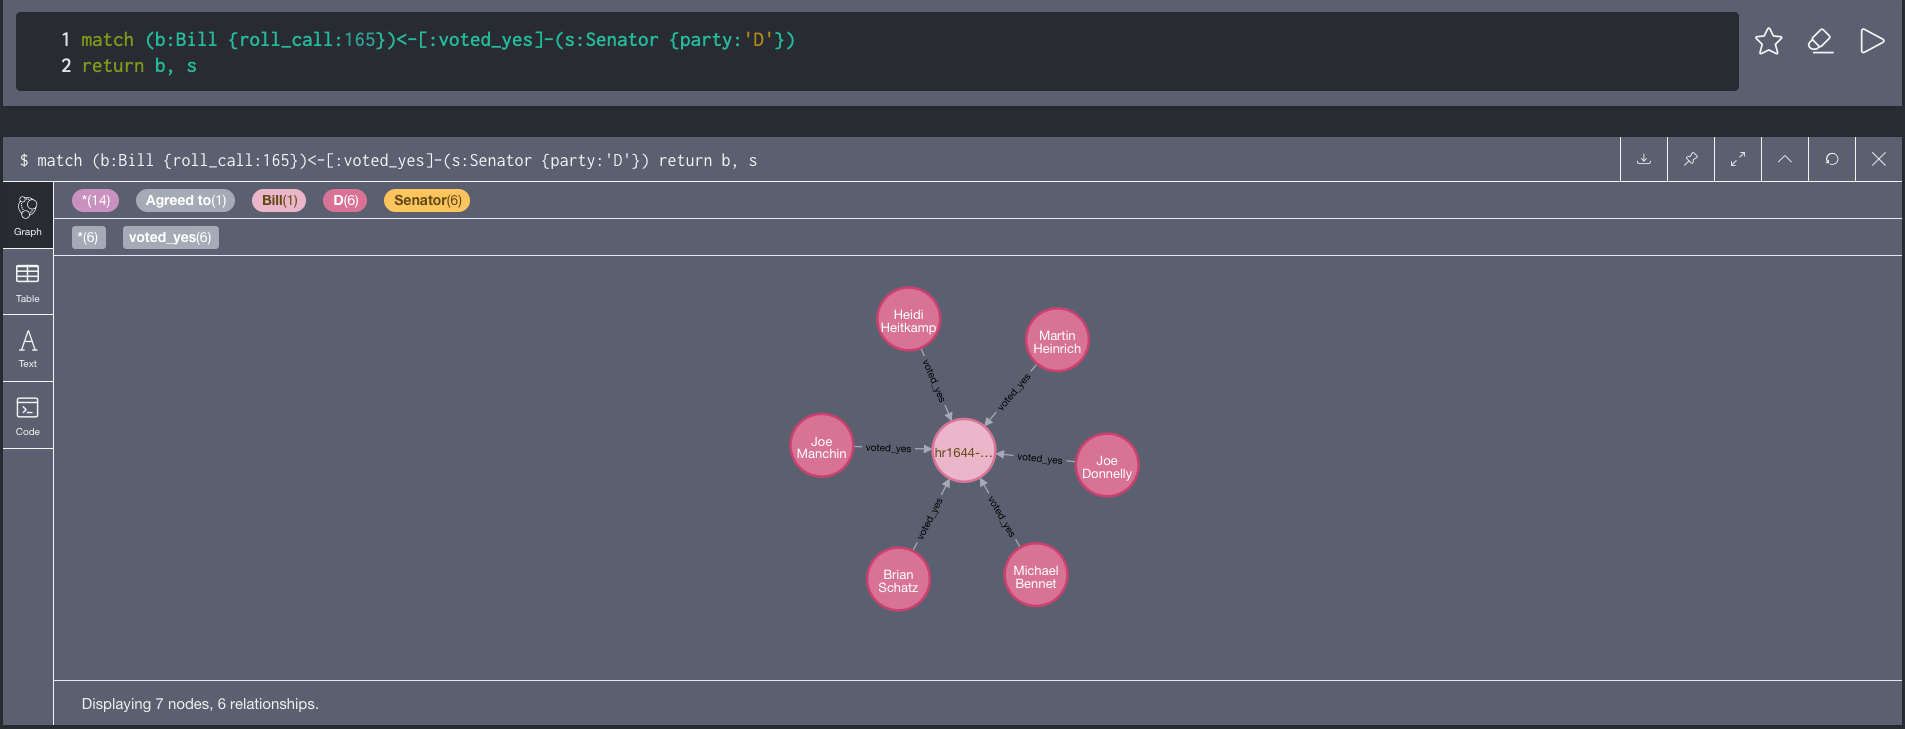 1 match (b:Bill {roll_call:165})<-[:voted_yes]-(s:Senator {party:'D'})
2 return b, s
$ match (b:Bill {roll_call:165})<-[:voted_yes]-(s:Senator {party:'D'}) return b, s
*(14) Agreed to(1) Bill(1) D(6) Senator(6)
*(6) voted_yes(6)
Graph
Table
Text
Code
Heidi
Heitkamp
Martin
Heinrich
voted_yes
voted_yes
Joe
Manchin
voted_yes
hr1644-...
voted_yes
Joe
Donnelly
voted_yes
voted_yes
Brian
Schatz
Michael
Bennet
Displaying 7 nodes, 6 relationships.